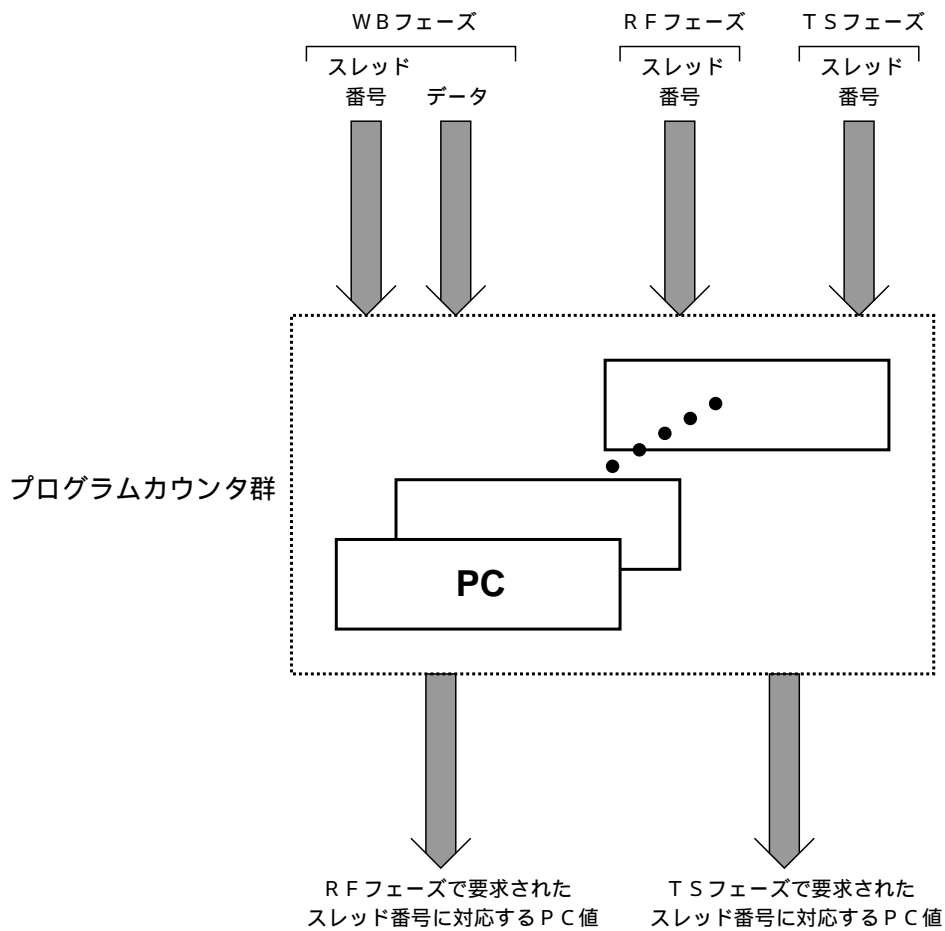 ＷＢフェーズ
ＲＦフェーズ
ＴＳフェーズ
スレッド
番号
データ
スレッド
番号
スレッド
番号
プログラムカウンタ群
PC
ＲＦフェーズで要求された
スレッド番号に対応するＰＣ値
ＴＳフェーズで要求された
スレッド番号に対応するＰＣ値